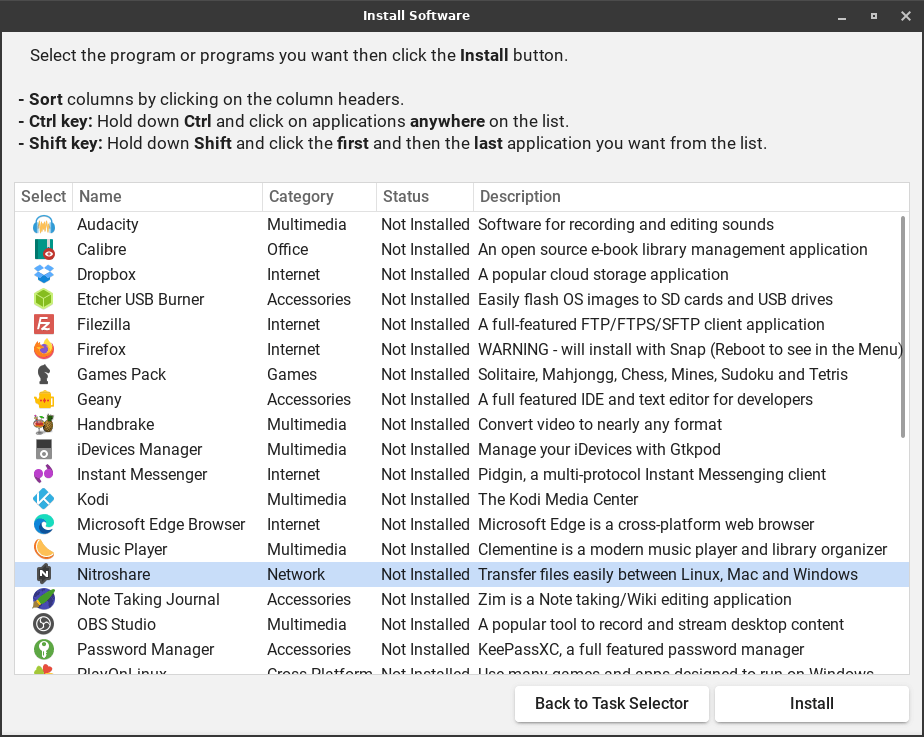 Install Software
Select the program or programs you want then click the Install button.
- Sort columns by clicking on the column headers.
- Ctrl key: Hold down Ctrl and click on applications anywhere on the list.
- Shift key: Hold down Shift and click the first and then the last application you want from the list.
Select Name Category Status Description
Audacity Multimedia Not Installed Software for recording and editing sounds
Calibre Office Not Installed An open source e-book library management application
Dropbox Internet Not Installed A popular cloud storage application
Etcher USB Burner Accessories Not Installed Easily flash OS images to SD cards and USB drives
Fz Filezilla Internet Not Installed A full-featured FTP/FTPS/SFTP client application
Firefox Internet Not Installed WARNING - will install with Snap (Reboot to see in the Menu)
Games Pack Games Not Installed Solitaire, Mahjongg, Chess, Mines, Sudoku and Tetris
Geany Accessories Not Installed A full featured IDE and text editor for developers
Handbrake Multimedia Not Installed Convert video to nearly any format
iDevices Manager Multimedia Not Installed Manage your iDevices with Gtkpod
Instant Messenger Internet Not Installed Pidgin, a multi-protocol Instant Messenging client
Kodi Multimedia Not Installed The Kodi Media Center
Microsoft Edge Browser Internet Not Installed Microsoft Edge is a cross-platform web browser
Music Player Multimedia Not Installed Clementine is a modern music player and library organizer
N Nitroshare Network Not Installed Transfer files easily between Linux, Mac and Windows
Note Taking Journal Accessories Not Installed Zim is a Note taking/Wiki editing application
OBS Studio Multimedia Not Installed A popular tool to record and stream desktop content
Password Manager Accessories Not Installed KeePassXC, a full featured password manager
PlayOnLinux Cross Platform Not Installed Use many games and apps designed to run on Windows
Back to Task Selector Install